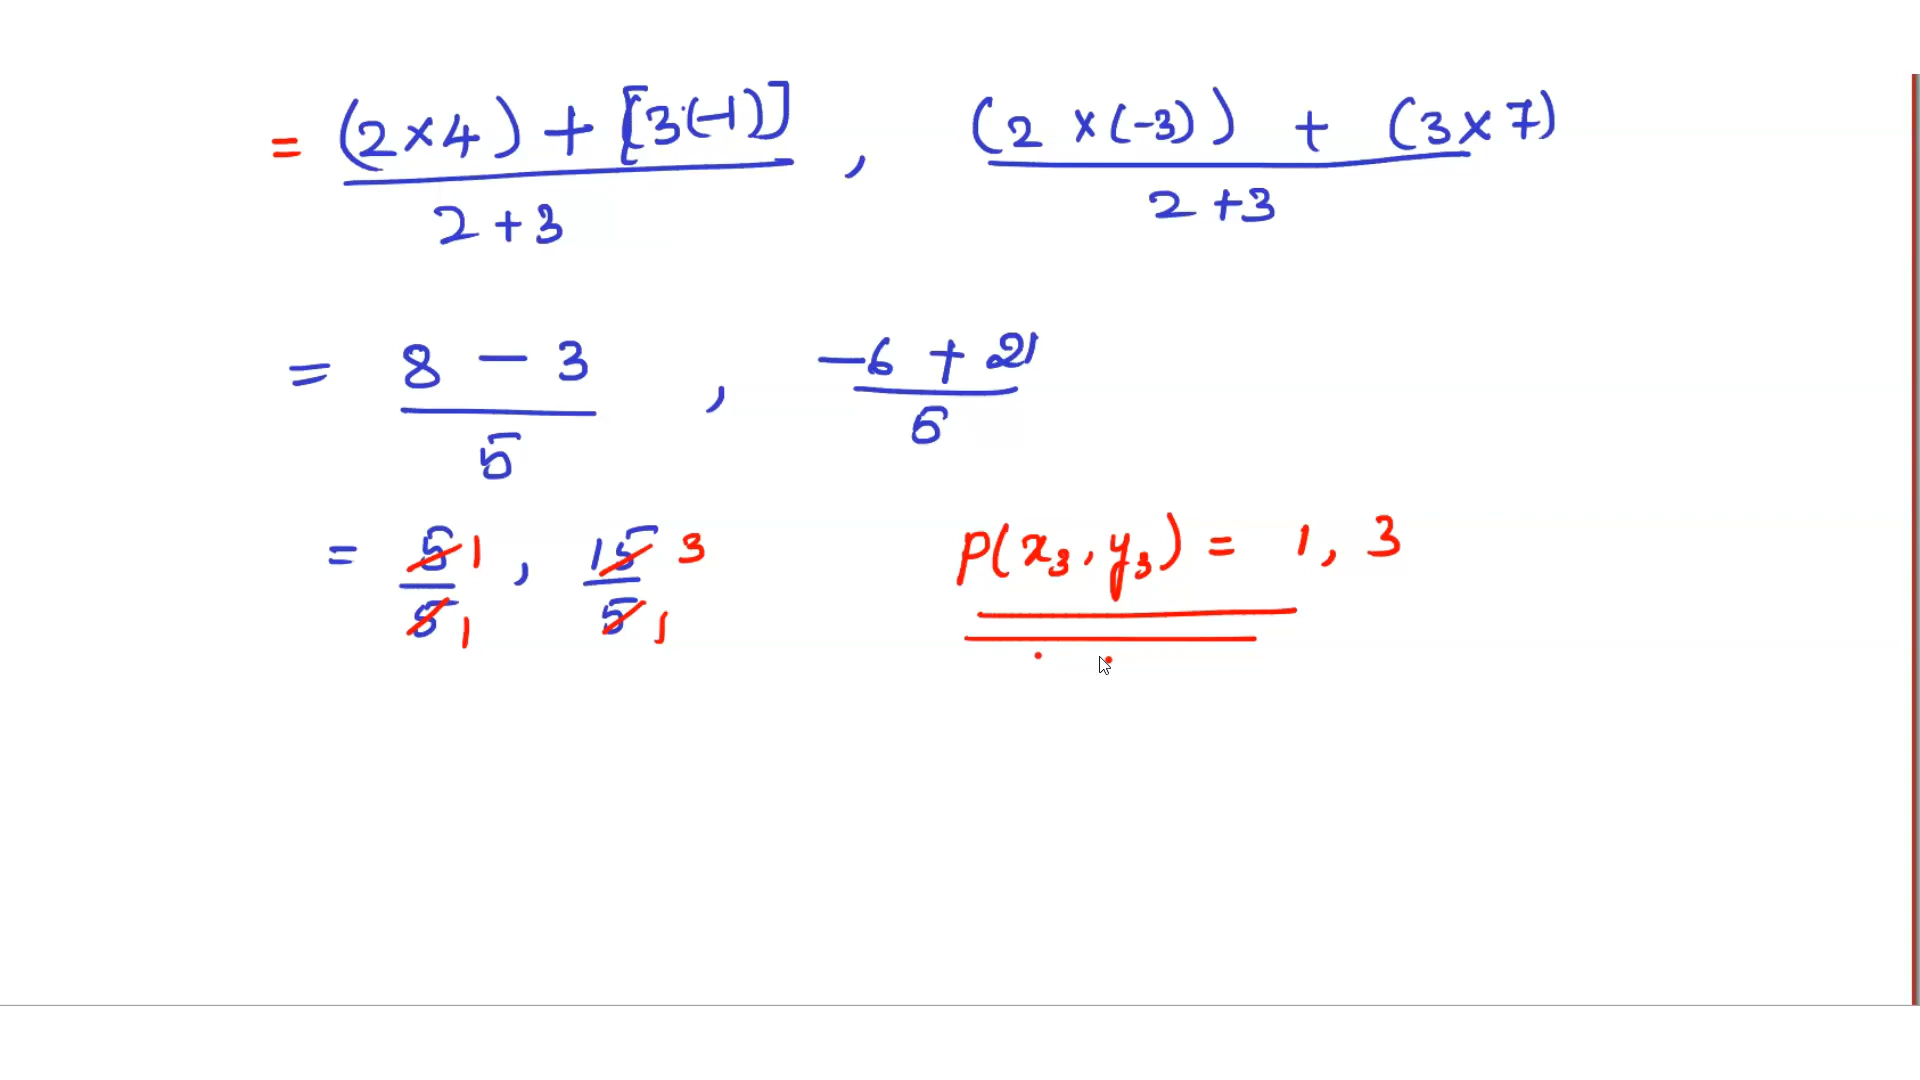 = (2×4) + [3(-1)] / 2+3 , (2 × (-3)) + (3×7) / 2+3
= 8 - 3 / 5 , -6 + 21 / 5
= 5 1 / 5 1 , 15 3 / 5 1
P(x₃, y₃) = 1, 3